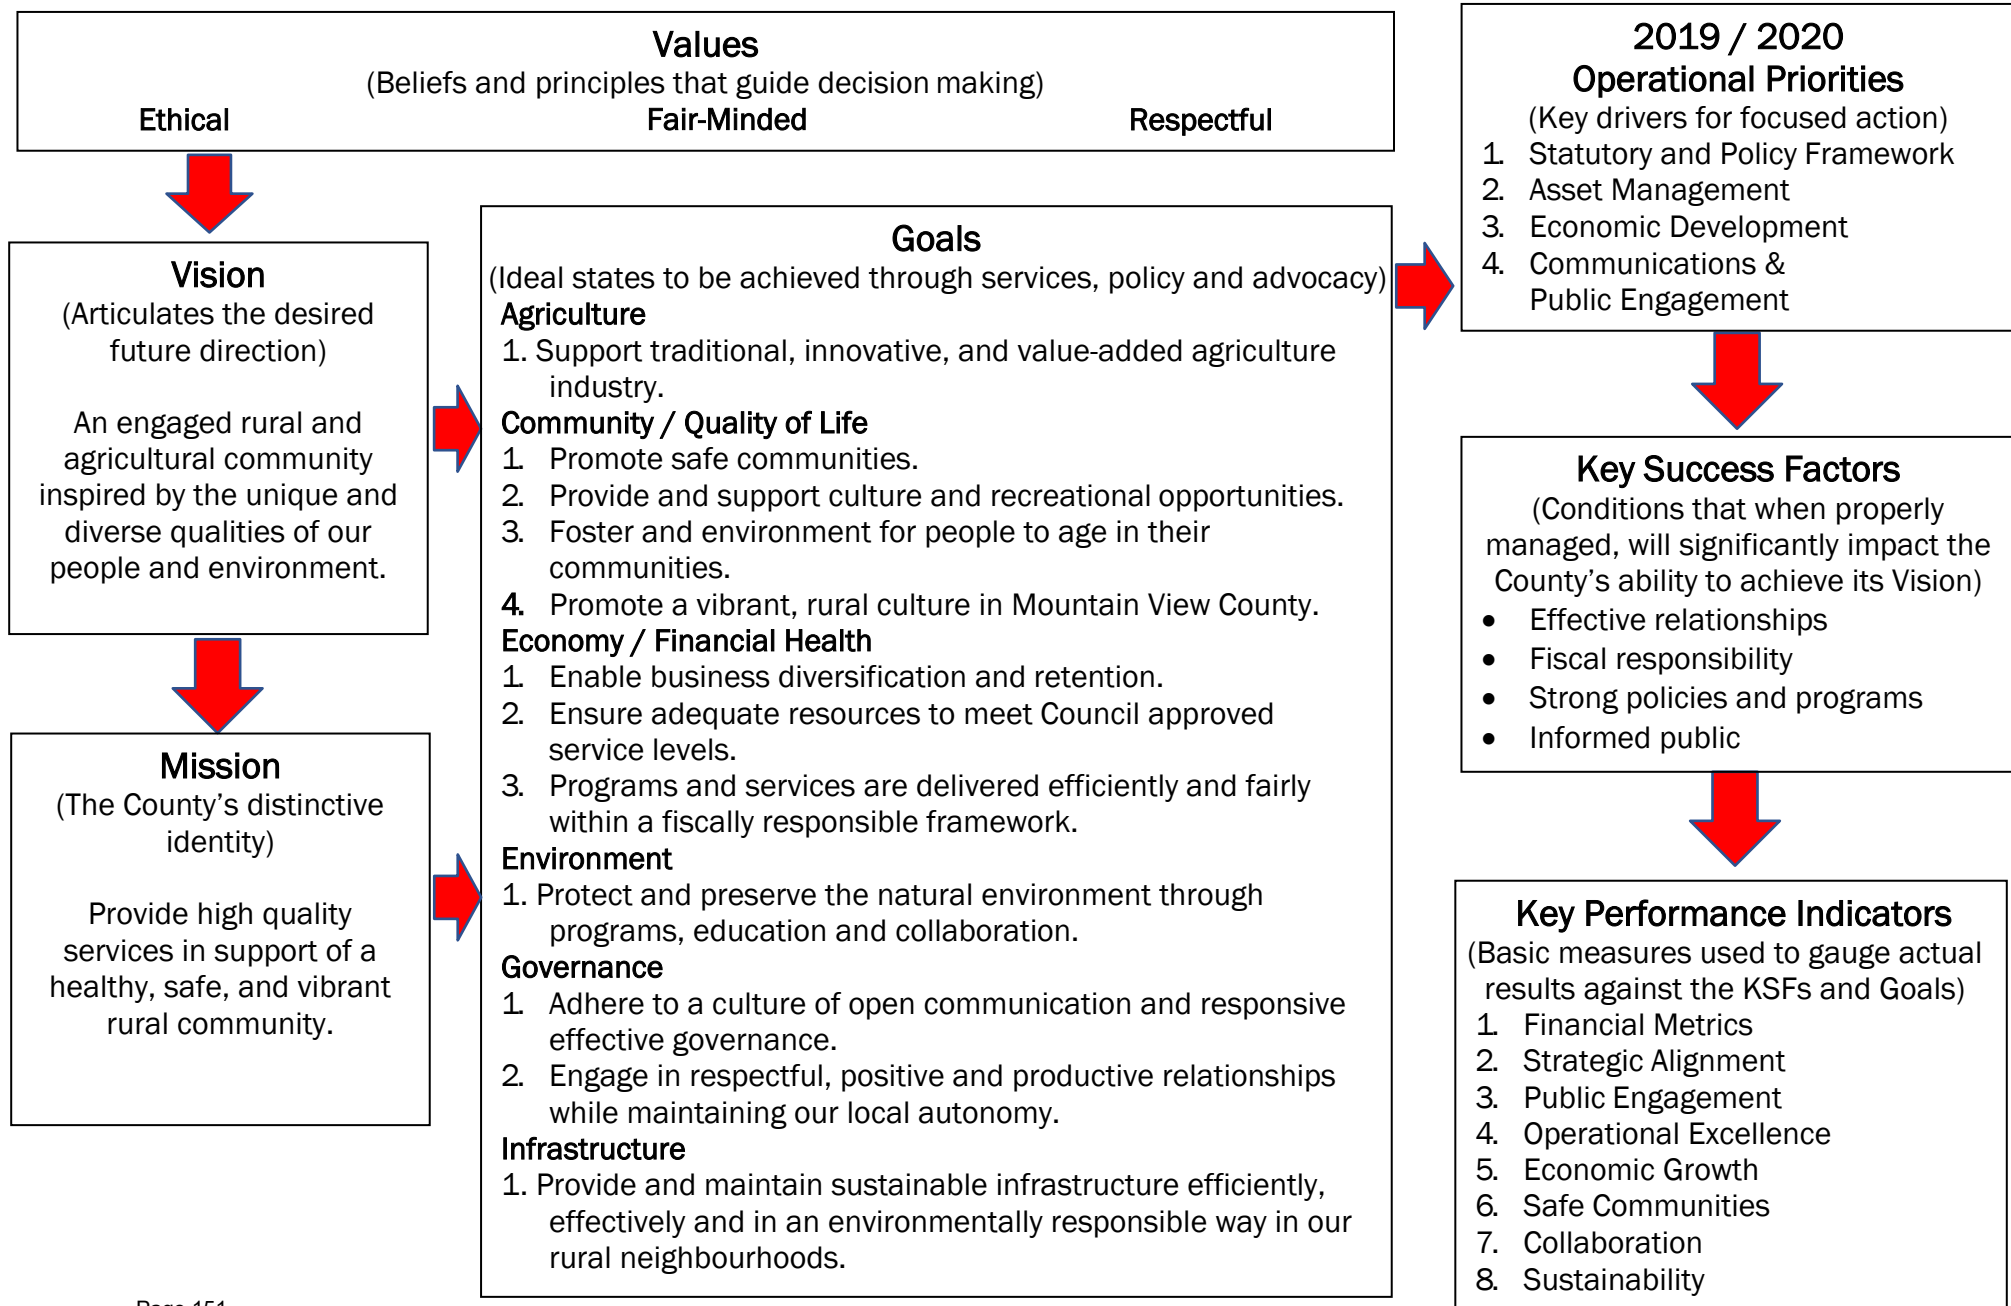 Values
(Beliefs and principles that guide decision making)
Ethical Fair-Minded Respectful
Vision
(Articulates the desired
future direction)
An engaged rural and
agricultural community
inspired by the unique and
diverse qualities of our
people and environment.
Mission
(The County’s distinctive
identity)
Provide high quality
services in support of a
healthy, safe, and vibrant
rural community.
Goals
(Ideal states to be achieved through services, policy and advocacy)
Agriculture
1. Support traditional, innovative, and value-added agriculture
industry.
Community / Quality of Life
1. Promote safe communities.
2. Provide and support culture and recreational opportunities.
3. Foster and environment for people to age in their
communities.
4. Promote a vibrant, rural culture in Mountain View County.
Economy / Financial Health
1. Enable business diversification and retention.
2. Ensure adequate resources to meet Council approved
service levels.
3. Programs and services are delivered efficiently and fairly
within a fiscally responsible framework.
Environment
1. Protect and preserve the natural environment through
programs, education and collaboration.
Governance
1. Adhere to a culture of open communication and responsive
effective governance.
2. Engage in respectful, positive and productive relationships
while maintaining our local autonomy.
Infrastructure
1. Provide and maintain sustainable infrastructure efficiently,
effectively and in an environmentally responsible way in our
rural neighbourhoods.
2019 / 2020
Operational Priorities
(Key drivers for focused action)
1. Statutory and Policy Framework
2. Asset Management
3. Economic Development
4. Communications &
Public Engagement
Key Success Factors
(Conditions that when properly
managed, will significantly impact the
County’s ability to achieve its Vision)
• Effective relationships
• Fiscal responsibility
• Strong policies and programs
• Informed public
Key Performance Indicators
(Basic measures used to gauge actual
results against the KSFs and Goals)
1. Financial Metrics
2. Strategic Alignment
3. Public Engagement
4. Operational Excellence
5. Economic Growth
6. Safe Communities
7. Collaboration
8. Sustainability
Page 151